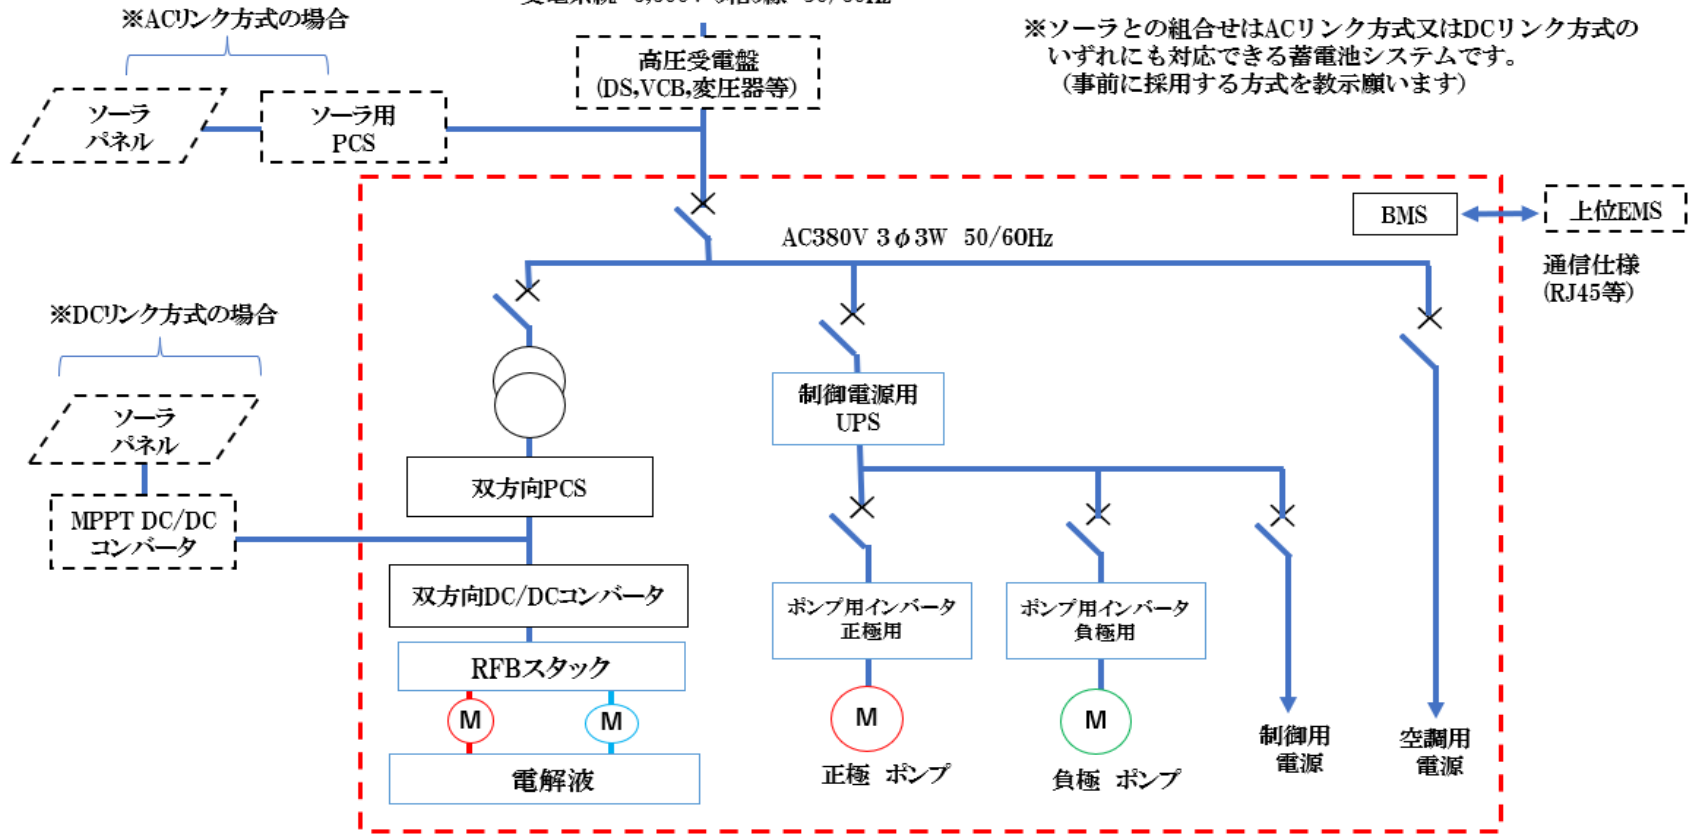 ※ACリンク方式の場合
高圧受電盤
(DS,VCB,変圧器等)
※ソーラとの組合せはACリンク方式又はDCリンク方式の
いずれにも対応できる蓄電池システムです。
(事前に採用する方式を教示願います)
ソーラ
パネル
ソーラ用
PCS
BMS
上位EMS
AC380V 3φ3W 50/60Hz
通信仕様
(RJ45等)
※DCリンク方式の場合
ソーラ
パネル
制御電源用
UPS
双方向PCS
MPPT DC/DC
コンバータ
双方向DC/DCコンバータ
ポンプ用インバータ
正極用
ポンプ用インバータ
負極用
RFBスタック
M
M
M
M
電解液
正極 ポンプ
負極 ポンプ
制御用
電源
空調用
電源